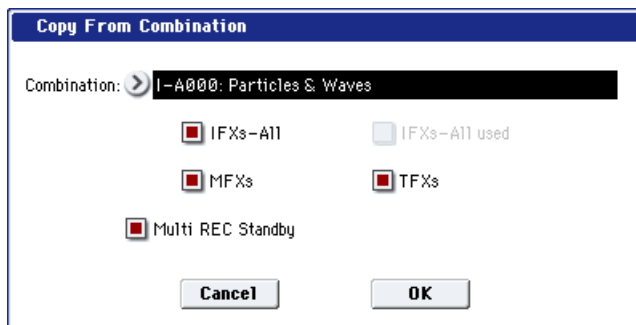 Copy From Combination
Combination: I-A000: Particles & Waves
IFXs-All IFXs-All used
MFXs TFXs
Multi REC Standby
Cancel OK